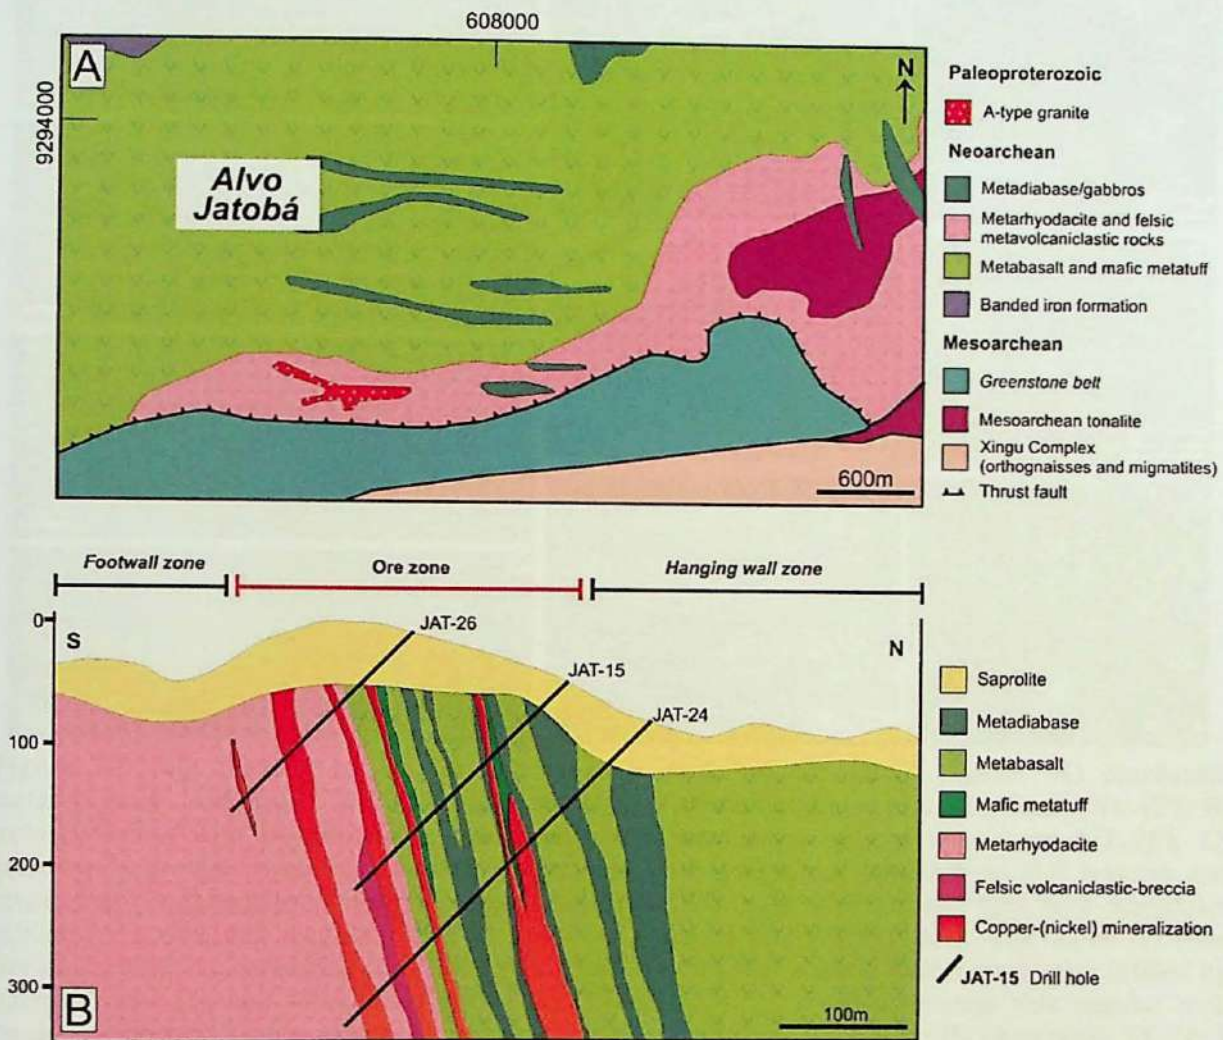 608000
A
N
9294000
Alvo
Jatobá
600m
Paleoproterozoic
A-type granite
Neoarchean
Metadiabase/gabbros
Metarhyodacite and felsic
metavolcaniclastic rocks
Metabasalt and mafic metatuff
Banded iron formation
Mesoarchean
Greenstone belt
Mesoarchean tonalite
Xingu Complex
(orthognaisses and migmatites)
Thrust fault
Footwall zone
Ore zone
Hanging wall zone
0
S
JAT-26
N
JAT-15
JAT-24
100
200
300
B
100m
Saprolite
Metadiabase
Metabasalt
Mafic metatuff
Metarhyodacite
Felsic volcaniclastic-breccia
Copper-(nickel) mineralization
JAT-15 Drill hole